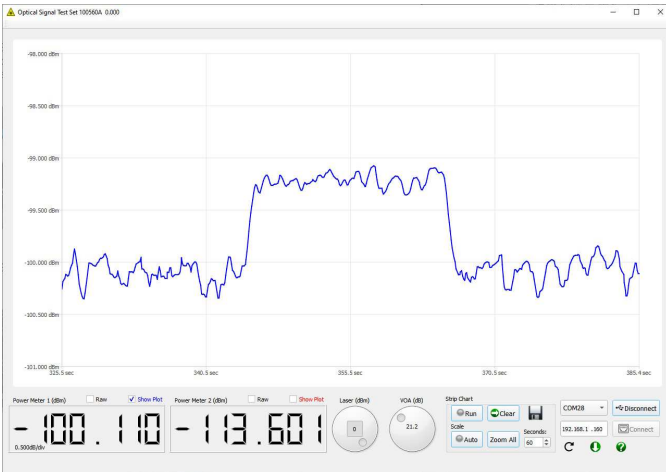 Optical Signal Test Set 100560A 0.000
-98.000 dBm
-98.500 dBm
-99.000 dBm
-99.500 dBm
-100.000 dBm
-100.500 dBm
-101.000 dBm
325.5 sec 340.5 sec 355.5 sec 370.5 sec 385.4 sec
Power Meter 1 (dBm) Raw Show Plot Power Meter 2 (dBm) Raw Show Plot Laser (dBm) VOA (dB) Strip Chart
-100.110
0.500dB/div
-113.601
0
21.2
Run Clear
Scale
Auto Zoom All
Seconds:
60
COM28 Disconnect
192.168.1 .160 Connect